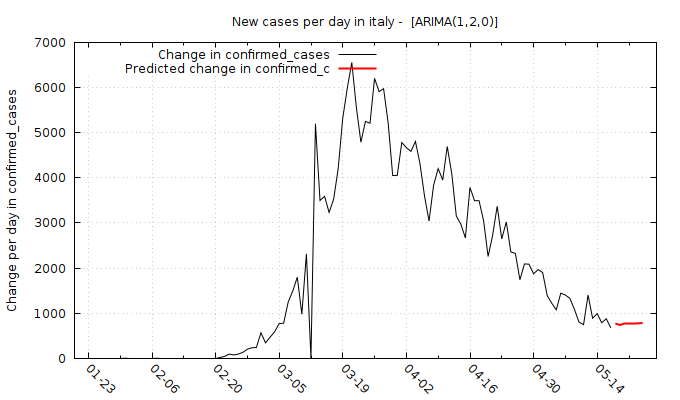 New cases per day in italy -  [ARIMA(1,2,0)]
Change in confirmed_cases
Predicted change in confirmed_c
Change per day in confirmed_cases
7000
6000
5000
4000
3000
2000
1000
0
01-23 02-06 02-20 03-05 03-19 04-02 04-16 04-30 05-14